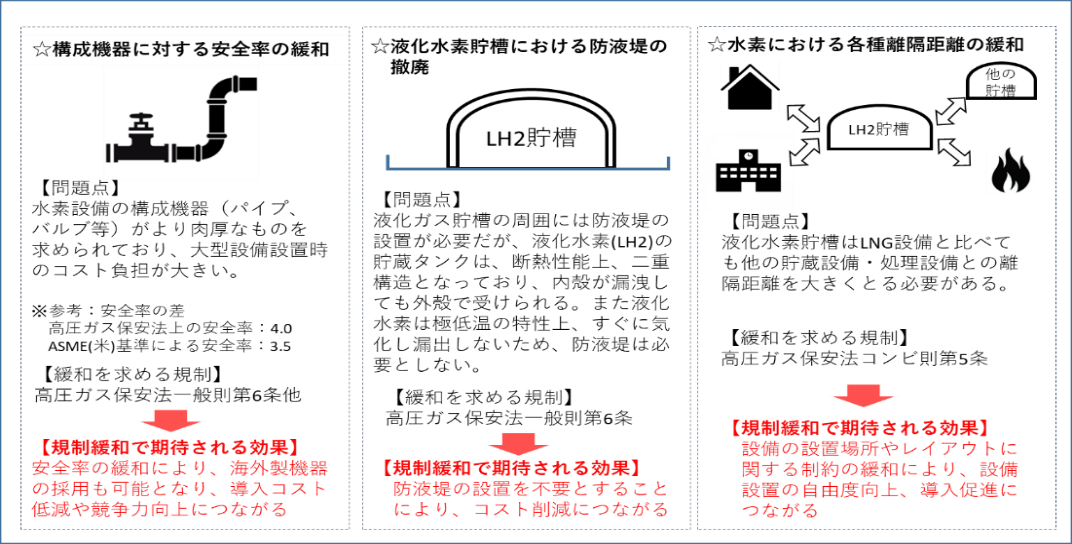 ☆構成機器に対する安全率の緩和
【問題点】
水素設備の構成機器（パイプ、
バルブ等）がより肉厚なものを
求められており、大型設備設置時
のコスト負担が大きい。
※参考：安全率の差
高圧ガス保安法上の安全率：4.0
ASME(米)基準による安全率：3.5
【緩和を求める規制】
高圧ガス保安法一般則第6条他
【規制緩和で期待される効果】
安全率の緩和により、海外製機器
の採用も可能となり、導入コスト
低減や競争力向上につながる
☆液化水素貯槽における防液堤の
撤廃
LH2貯槽
【問題点】
液化ガス貯槽の周囲には防液堤の
設置が必要だが、液化水素(LH2)の
貯蔵タンクは、断熱性能上、二重
構造となっており、内殻が漏洩し
ても外殻で受けられる。また液化
水素は極低温の特性上、すぐに気
化し漏出しないため、防液堤は必
要としない。
【緩和を求める規制】
高圧ガス保安法一般則第6条
【規制緩和で期待される効果】
防液堤の設置を不要とすること
により、コスト削減につながる
☆水素における各種離隔距離の緩和
他の
貯槽
LH2貯槽
【問題点】
液化水素貯槽はLNG設備と比べて
も他の貯蔵設備・処理設備との離
隔距離を大きくとる必要がある。
【緩和を求める規制】
高圧ガス保安法コンビ則第5条
【規制緩和で期待される効果】
設備の設置場所やレイアウトに
関する制約の緩和により、設備
設置の自由度向上、導入促進に
つながる